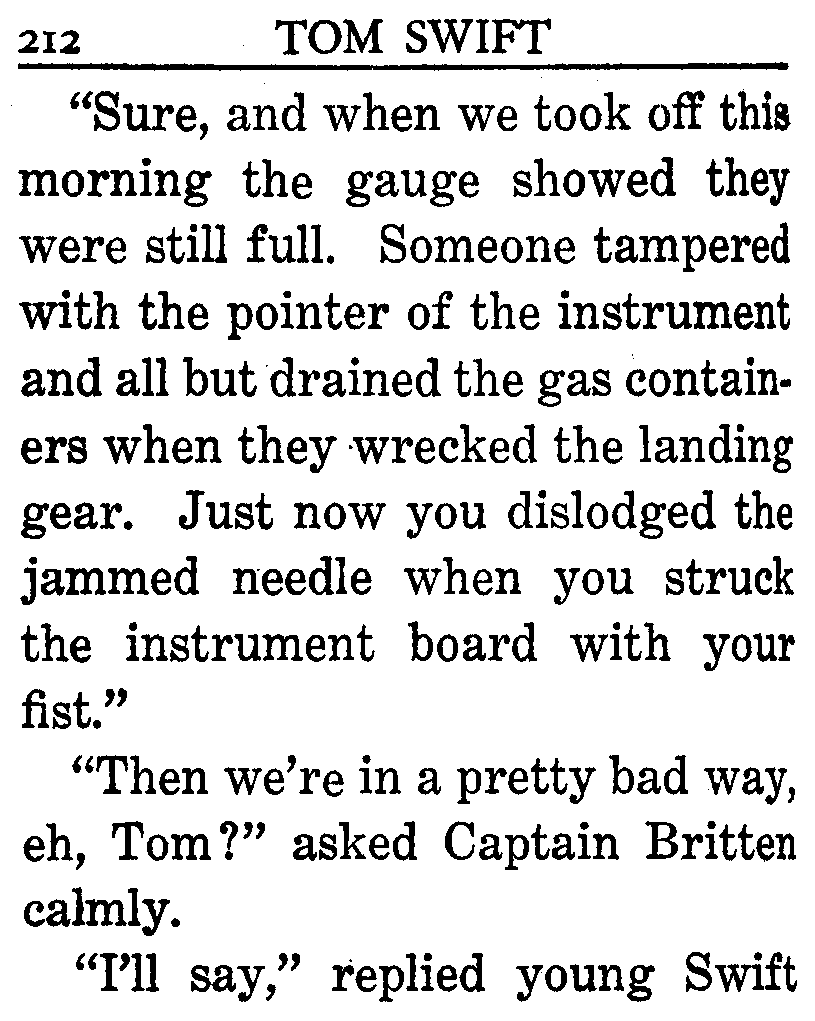 212 TOM SWIFT
“Sure, and when we took off this
morning the gauge showed they
were still full. Someone tampered
with the pointer of the instrument
and all but drained the gas contain-
ers when they wrecked the landing
gear. Just now you dislodged the
jammed needle when you struck
the instrument board with your
fist.”
“Then we’re in a pretty bad way,
eh, Tom?” asked Captain Britten
calmly.
“I’ll say,” replied young Swift